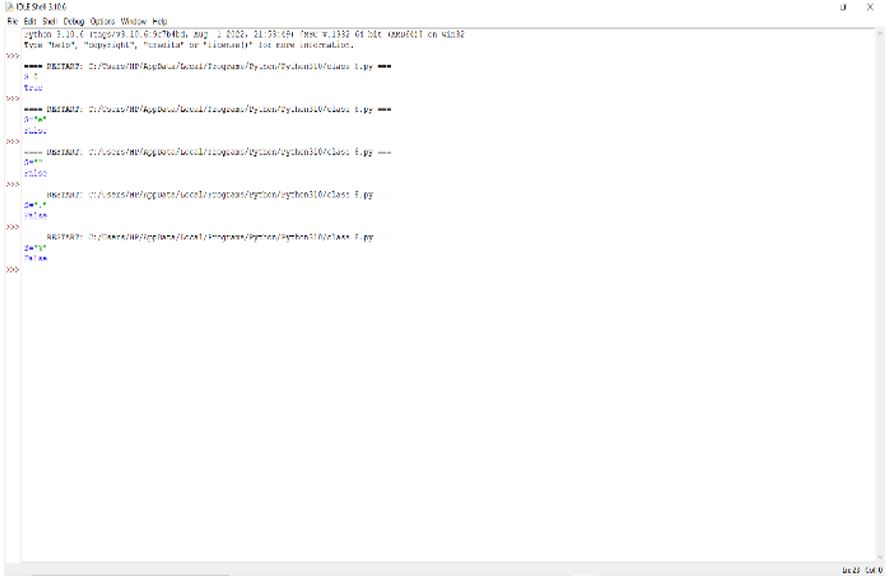 IDLE Shell 3.10.6
File Edit Shell Debug Options Window Help
Python 3.10.6 (tags/v3.10.6:9c7b4bd, Aug 1 2022, 21:53:49) [MSC v.1932 64 bit (AMD64)] on win32
Type "help", "copyright", "credits" or "license()" for more information.
>>>
==== RESTART: C:/Users/HP/AppData/Local/Programs/Python/Python310/class 6.py ===
True
>>>
==== RESTART: C:/Users/HP/AppData/Local/Programs/Python/Python310/class 6.py ===
False
>>>
==== RESTART: C:/Users/HP/AppData/Local/Programs/Python/Python310/class 6.py ===
False
>>>
RESTART: C:/Users/HP/AppData/Local/Programs/Python/Python310/class 6.py
S="."
False
>>>
RESTART: C:/Users/HP/AppData/Local/Programs/Python/Python310/class 6.py
False
>>>
Ln: 23 Col: 0